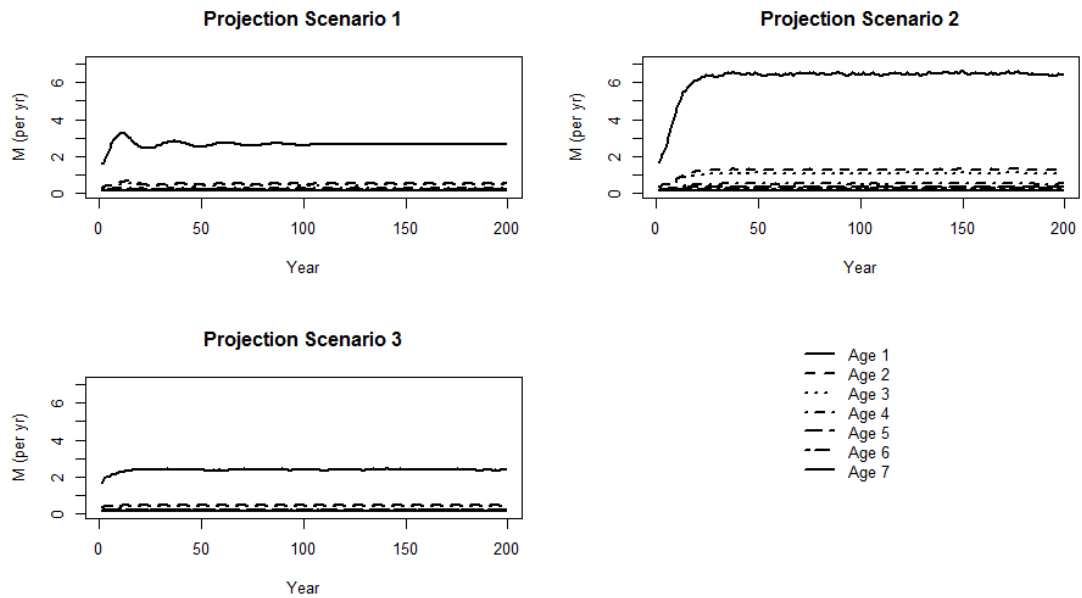 Projection Scenario 1
M (per yr)
6
4
2
0
0 50 100 150 200
Year
Projection Scenario 2
M (per yr)
6
4
2
0
0 50 100 150 200
Year
Projection Scenario 3
M (per yr)
6
4
2
0
0 50 100 150 200
Year
Age 1
Age 2
Age 3
Age 4
Age 5
Age 6
Age 7